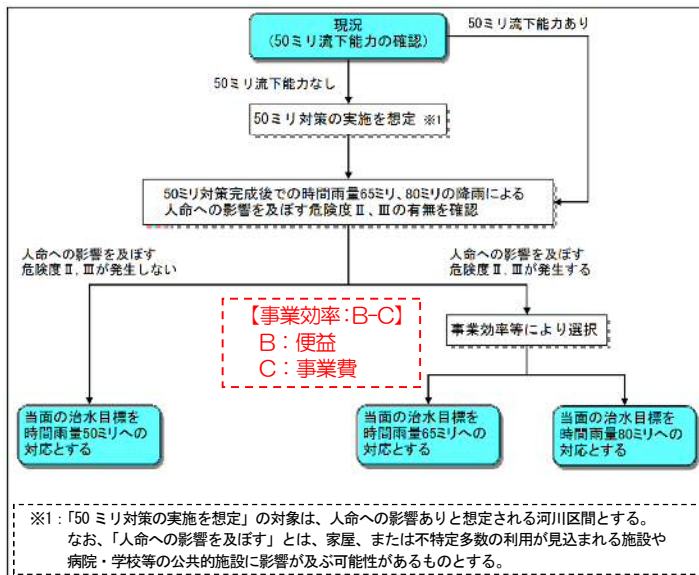 現況
(50ミリ流下能力の確認)
50ミリ流下能力あり
50ミリ流下能力なし
50ミリ対策の実施を想定 ※1
50ミリ対策完成後での時間雨量65ミリ、80ミリの降雨による
人命への影響を及ぼす危険度Ⅱ、Ⅲの有無を確認
人命への影響を及ぼす
危険度Ⅱ,Ⅲが発生しない
人命への影響を及ぼす
危険度Ⅱ,Ⅲが発生する
【事業効率:B-C】
B:便益
C:事業費
事業効率等により選択
当面の治水目標を
時間雨量50ミリへの
対応とする
当面の治水目標を
時間雨量65ミリへの
対応とする
当面の治水目標を
時間雨量80ミリへの
対応とする
※1:「50 ミリ対策の実施を想定」の対象は、人命への影響ありと想定される河川区間とする。
なお、「人命への影響を及ぼす」とは、家屋、または不特定多数の利用が見込まれる施設や
病院・学校等の公共的施設に影響が及ぶ可能性があるものとする。